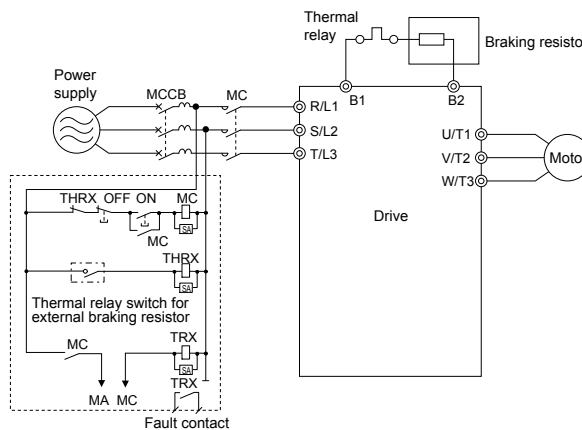 Thermal
relay
Braking resistor
Power
supply
MCCB
MC
B1
B2
R/L1
S/L2
T/L3
U/T1
V/T2
W/T3
Motor
Drive
THRX
OFF
ON
MC
SA
MC
THRX
SA
Thermal relay switch for
external braking resistor
MC
TRX
SA
MA
MC
TRX
Fault contact